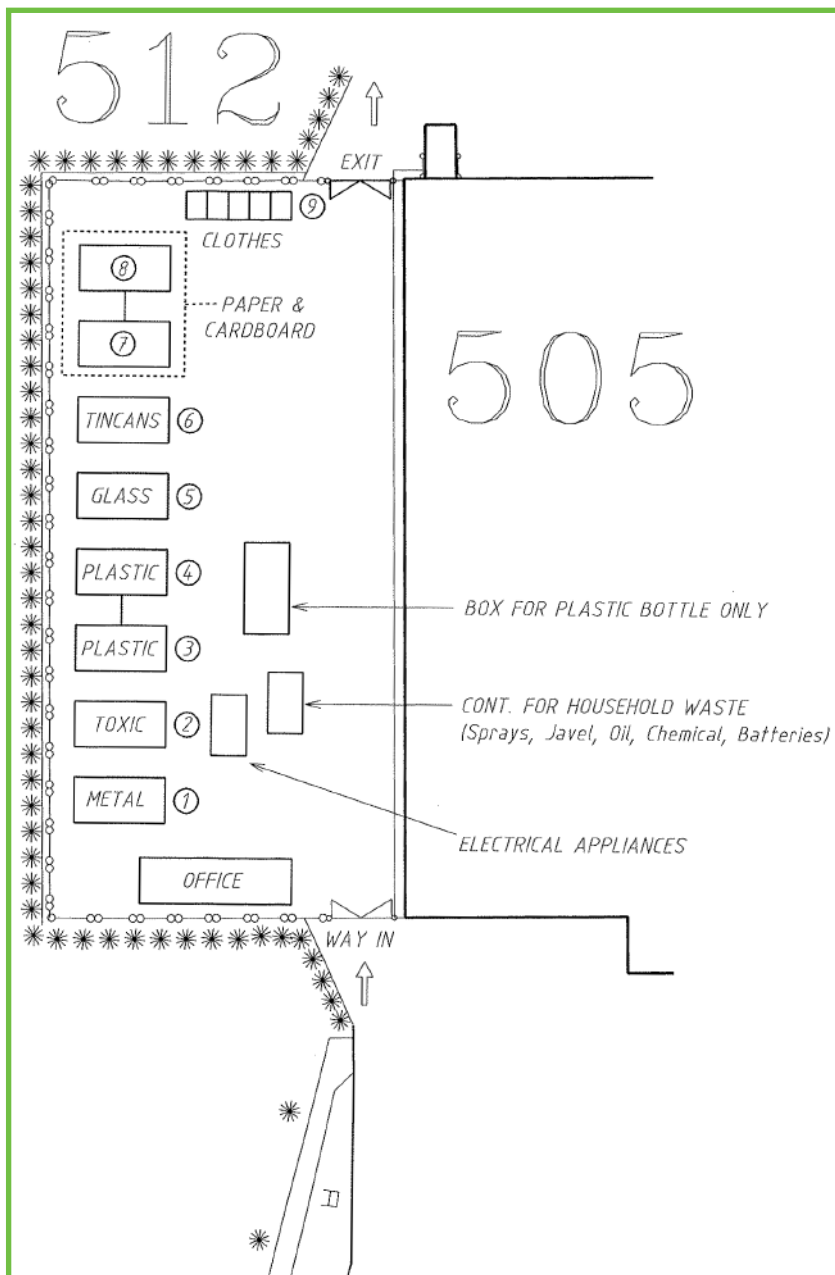 512
EXIT
9
CLOTHES
8
PAPER &
CARDBOARD
7
505
TINCANS 6
GLASS 5
PLASTIC 4
BOX FOR PLASTIC BOTTLE ONLY
PLASTIC 3
CONT. FOR HOUSEHOLD WASTE
(Sprays, Javel, Oil, Chemical, Batteries)
TOXIC 2
METAL 1
ELECTRICAL APPLIANCES
OFFICE
WAY IN